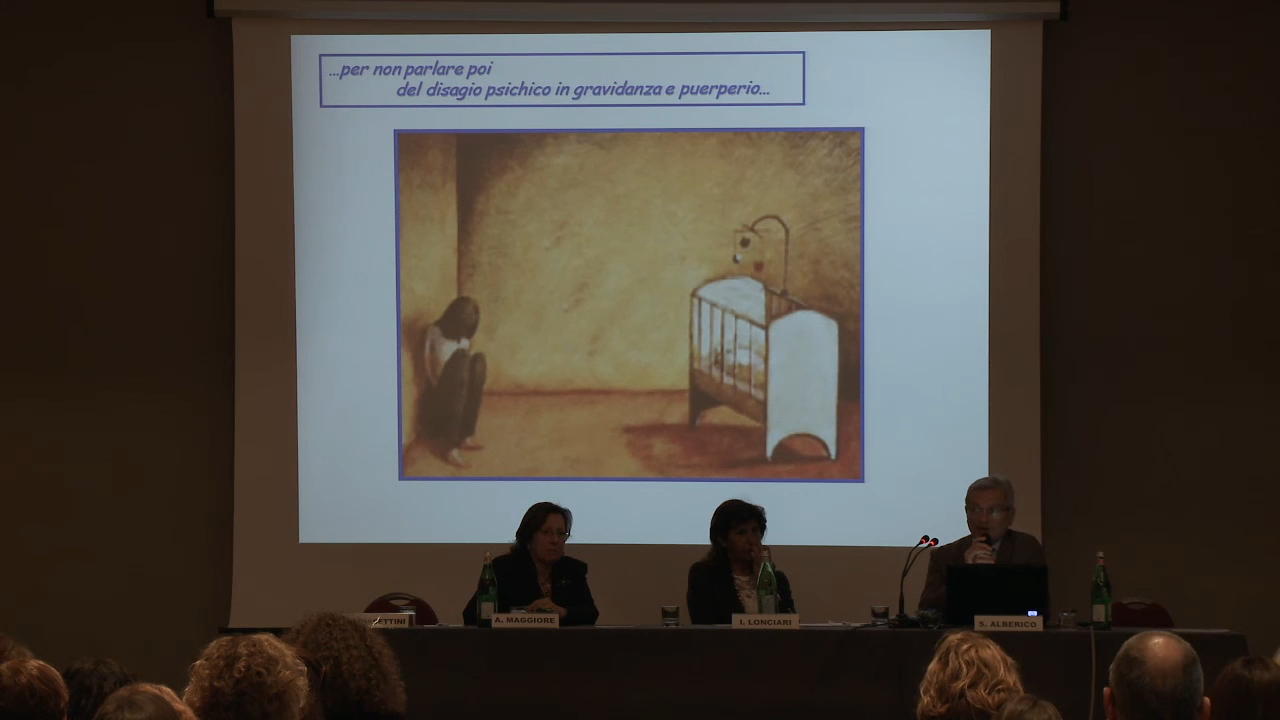 ...per non parlare poi
del disagio psichico in gravidanza e puerperio...
A. MAGGIORE
I. LONCIARI
S. ALBERICO